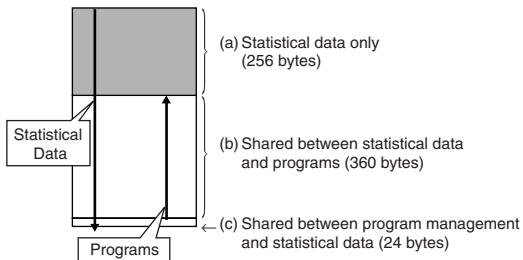 (a) Statistical data only
(256 bytes)
Statistical
Data
(b) Shared between statistical data
and programs (360 bytes)
(c) Shared between program management
and statistical data (24 bytes)
Programs